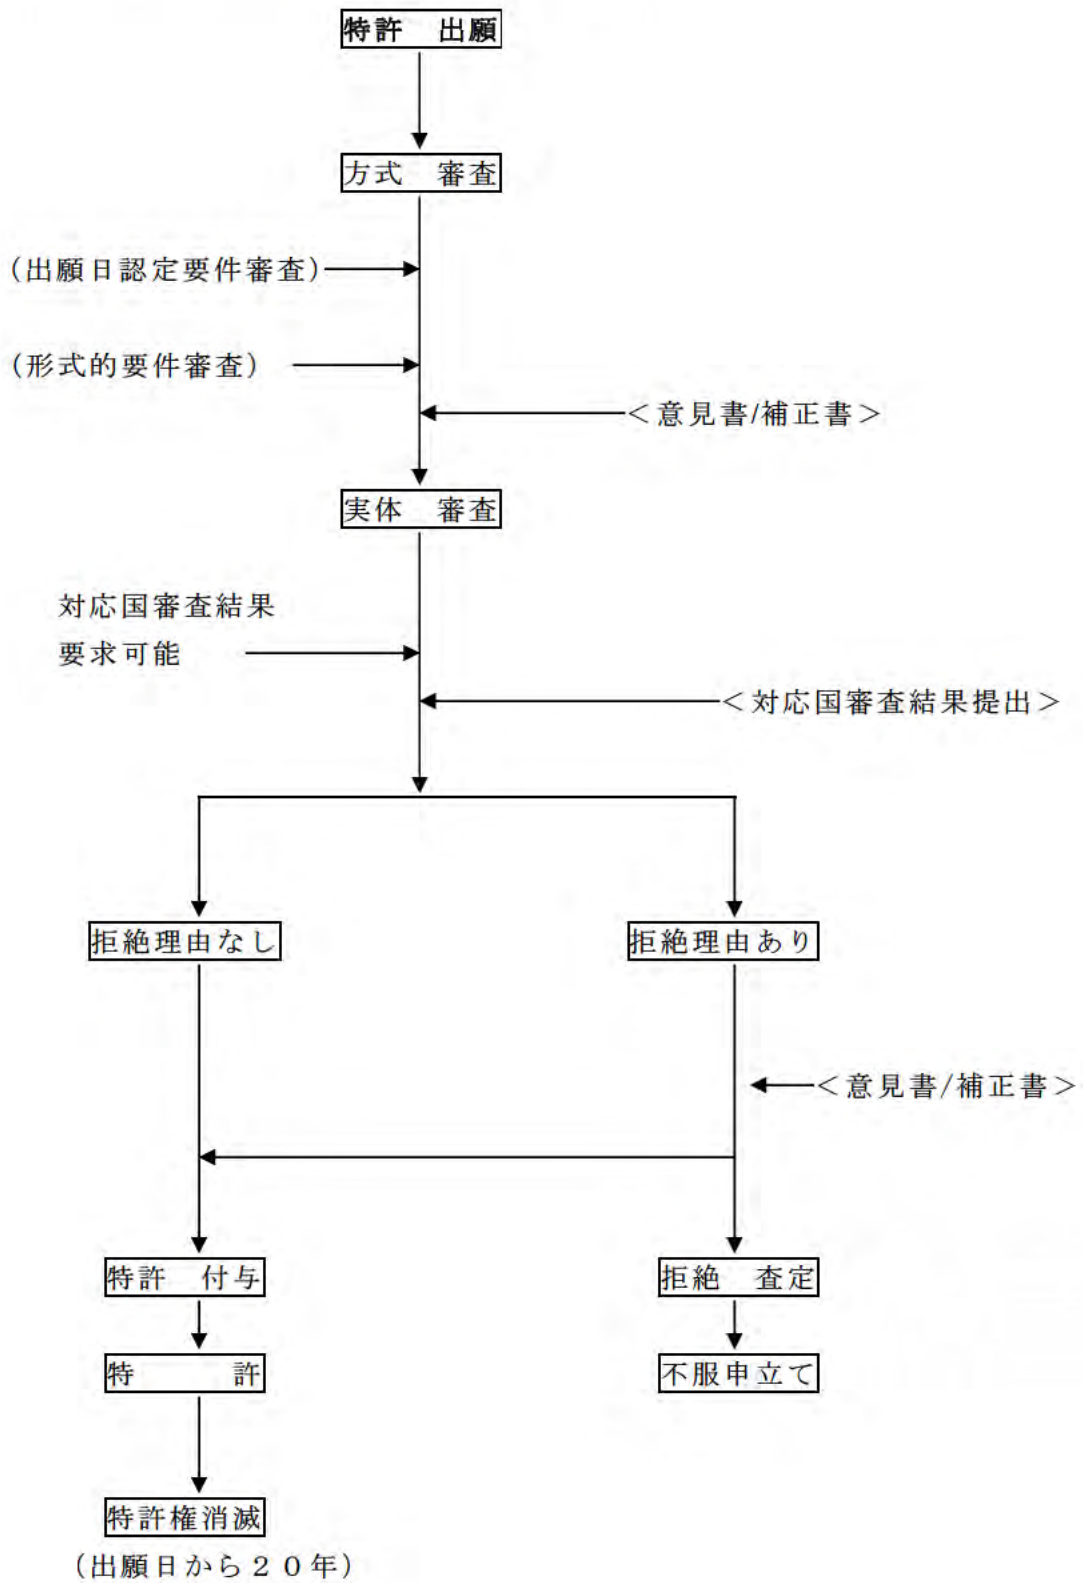 特許　出願
方式　審査
(出願日認定要件審査)
(形式的要件審査)
＜意見書/補正書＞
実体　審査
対応国審査結果
要求可能
＜対応国審査結果提出＞
拒絶理由なし
拒絶理由あり
＜意見書/補正書＞
特許　付与
拒絶　査定
特　　　許
不服申立て
特許権消滅
(出願日から２０年)